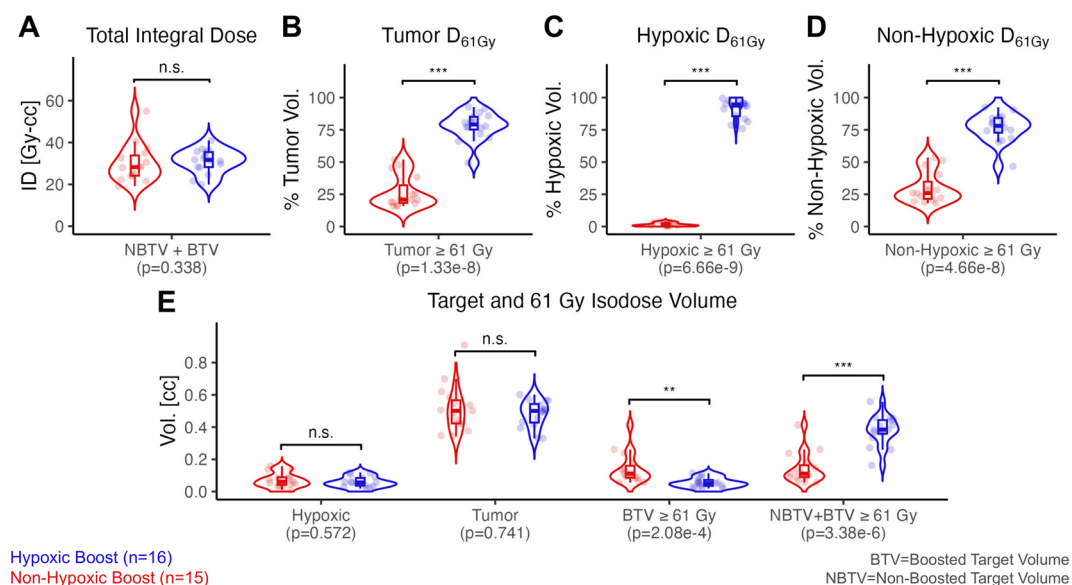 A Total Integral Dose
n.s.
ID [Gy-cc]
60
40
20
0
NBTV + BTV
(p=0.338)
B Tumor D61Gy
***
% Tumor Vol.
100
75
50
25
0
Tumor ≥ 61 Gy
(p=1.33e-8)
C Hypoxic D61Gy
***
% Hypoxic Vol.
100
75
50
25
0
Hypoxic ≥ 61 Gy
(p=6.66e-9)
D Non-Hypoxic D61Gy
***
% Non-Hypoxic Vol.
100
75
50
25
0
Non-Hypoxic ≥ 61 Gy
(p=4.66e-8)
E Target and 61 Gy Isodose Volume
Vol. [cc]
0.8
0.6
0.4
0.2
0.0
n.s.
n.s.
**
***
Hypoxic
(p=0.572)
Tumor
(p=0.741)
BTV ≥ 61 Gy
(p=2.08e-4)
NBTV+BTV ≥ 61 Gy
(p=3.38e-6)
Hypoxic Boost (n=16)
Non-Hypoxic Boost (n=15)
BTV=Boosted Target Volume
NBTV=Non-Boosted Target Volume